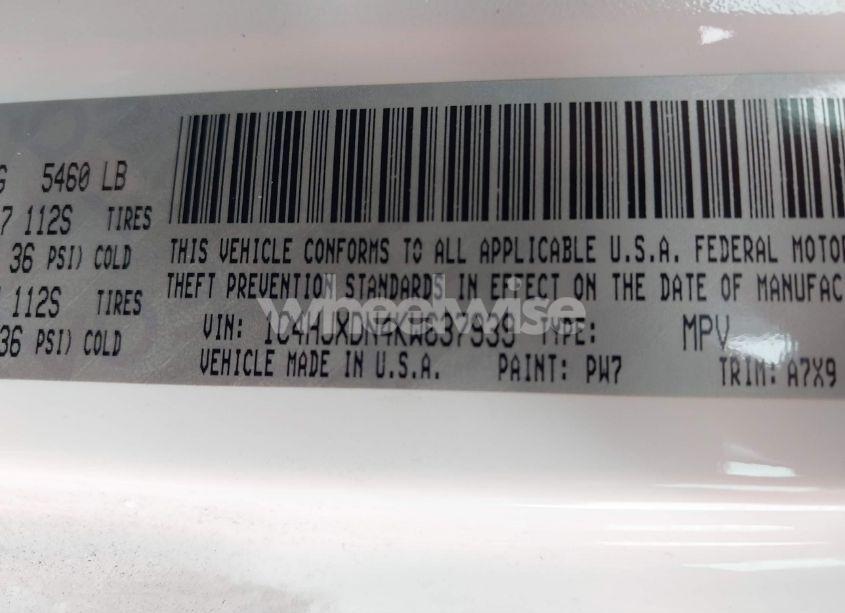 5460 LB
112S TIRES
36 PSI) COLD
112S TIRES
36 PSI) COLD
THIS VEHICLE CONFORMS TO ALL APPLICABLE U.S.A. FEDERAL MOTOR
THEFT PREVENTION STANDARDS IN EFFECT ON THE DATE OF MANUFAC
wheelwise
VIN: TYPE: MPV
VEHICLE MADE IN U.S.A. PAINT: PW7 TRIM: A7X9